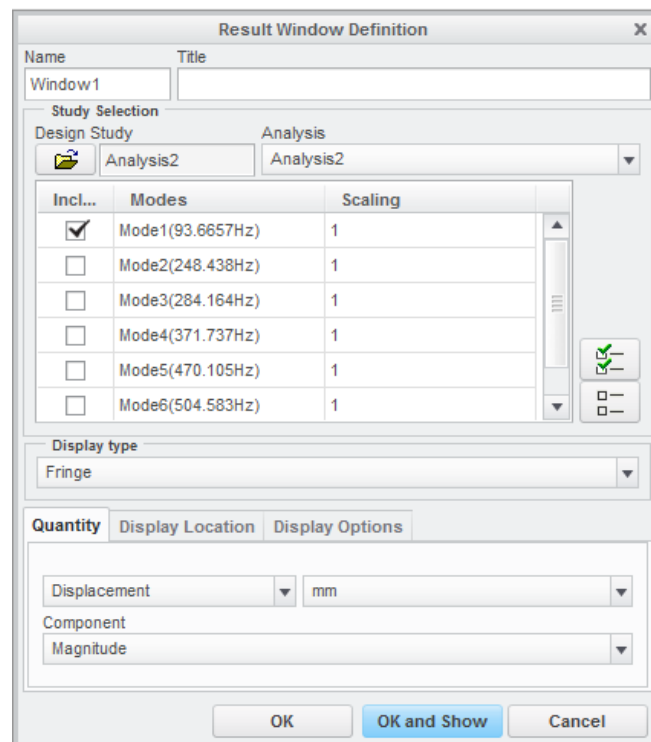 Result Window Definition x
Name Title
Window1
Study Selection
Design Study Analysis
Analysis2 Analysis2
Incl... Modes Scaling
Mode1(93.6657Hz) 1
Mode2(248.438Hz) 1
Mode3(284.164Hz) 1
Mode4(371.737Hz) 1
Mode5(470.105Hz) 1
Mode6(504.583Hz) 1
Display type
Fringe
Quantity Display Location Display Options
Displacement mm
Component
Magnitude
OK OK and Show Cancel